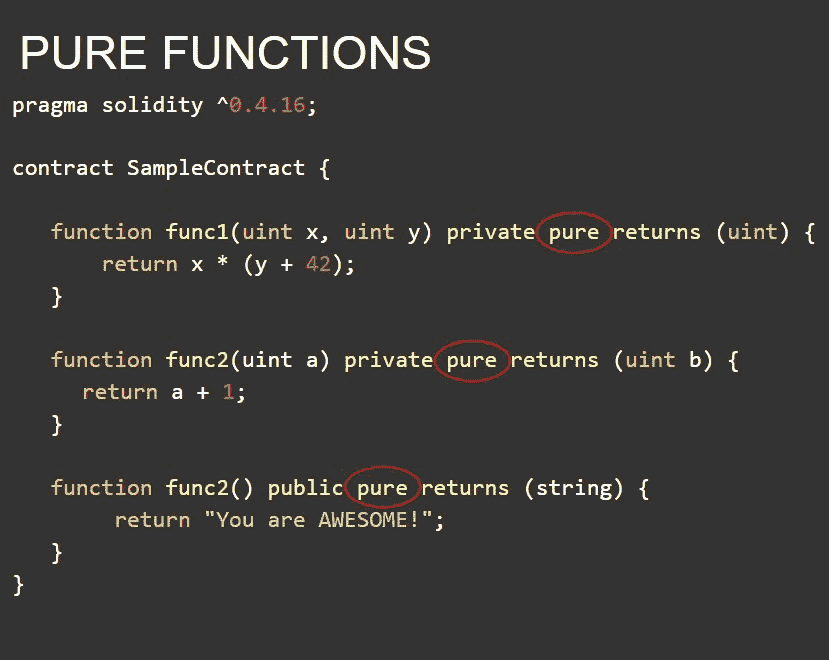 PURE FUNCTIONS
pragma solidity ^0.4.16;
contract SampleContract {
function func1(uint x, uint y) private pure returns (uint) {
return x * (y + 42);
}
function func2(uint a) private pure returns (uint b) {
return a + 1;
}
function func2() public pure returns (string) {
return "You are AWESOME!";
}
}